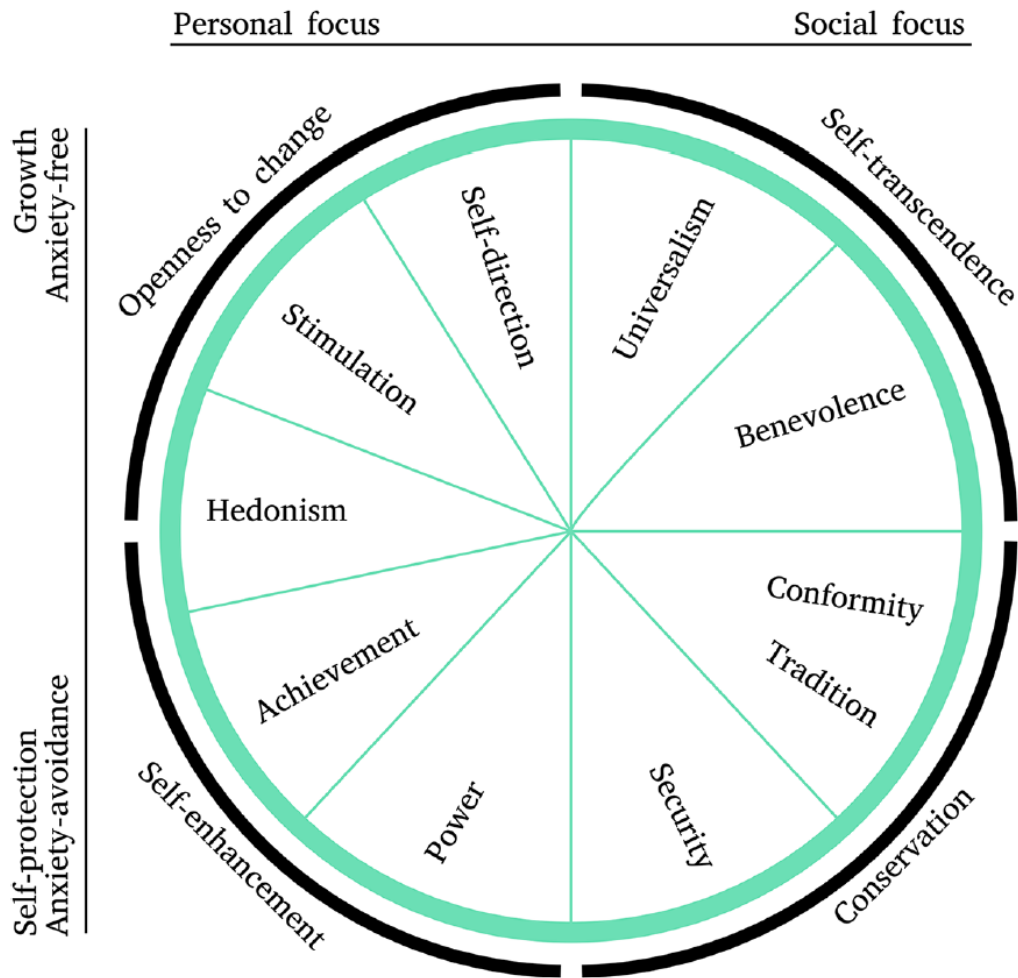 Personal focus
Social focus
Growth
Anxiety-free
Self-protection
Anxiety-avoidance
Openness to change
Self-transcendence
Self-direction
Universalism
Stimulation
Benevolence
Hedonism
Conformity
Tradition
Achievement
Power
Security
Self-enhancement
Conservation